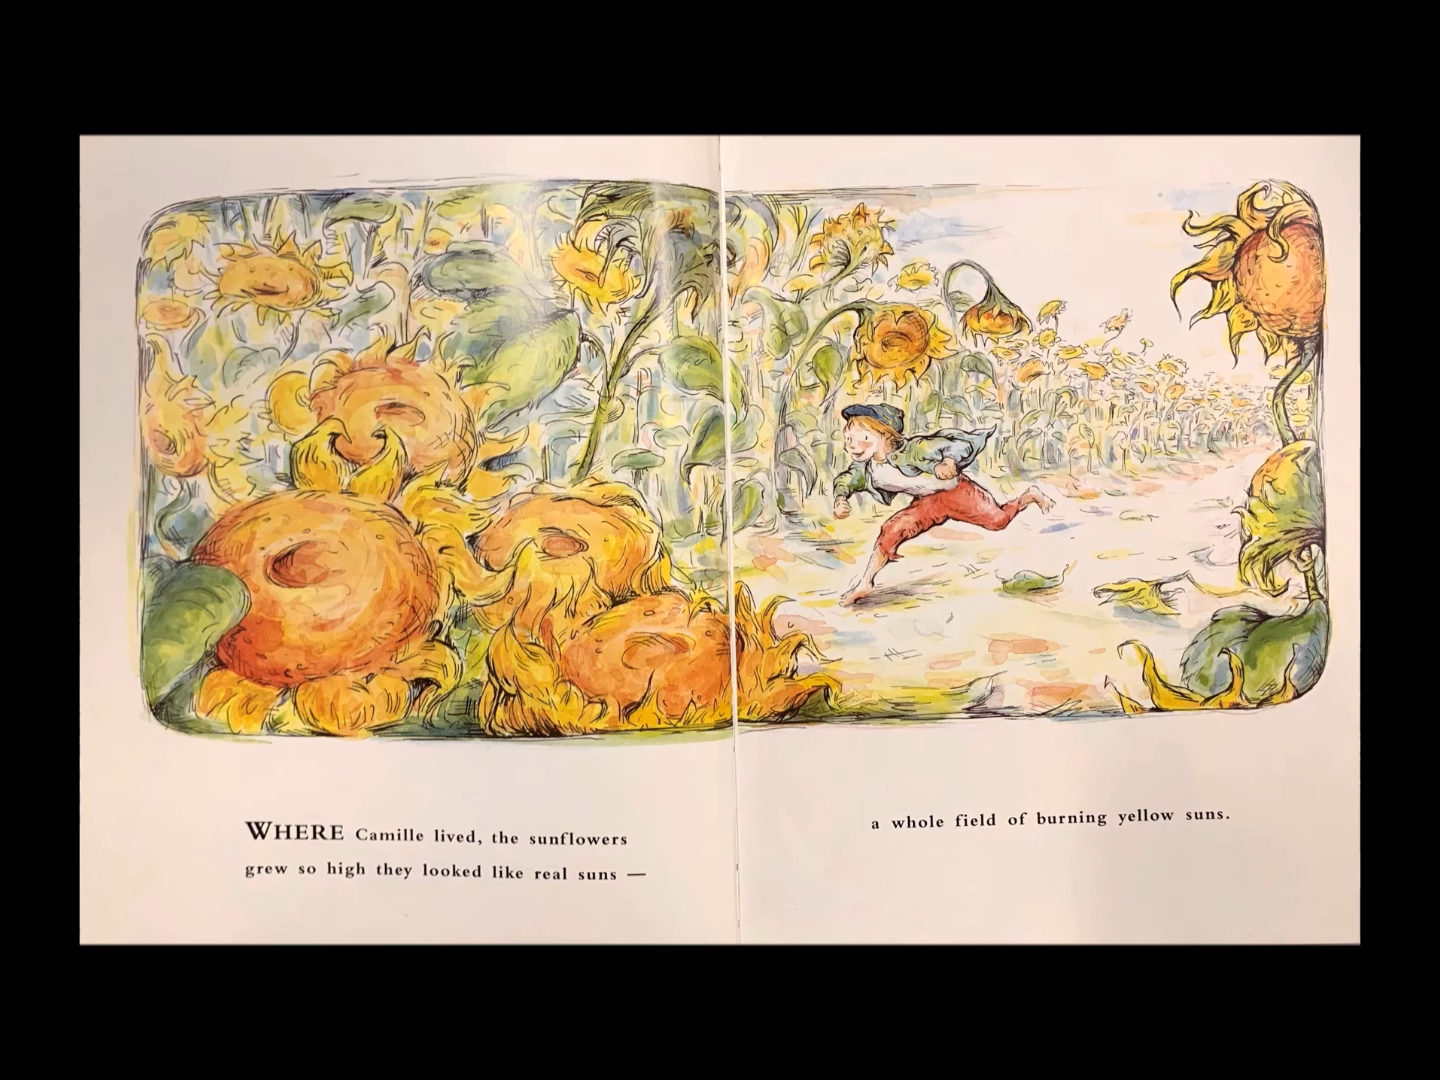 WHERE Camille lived, the sunflowers
grew so high they looked like real suns —
a whole field of burning yellow suns.